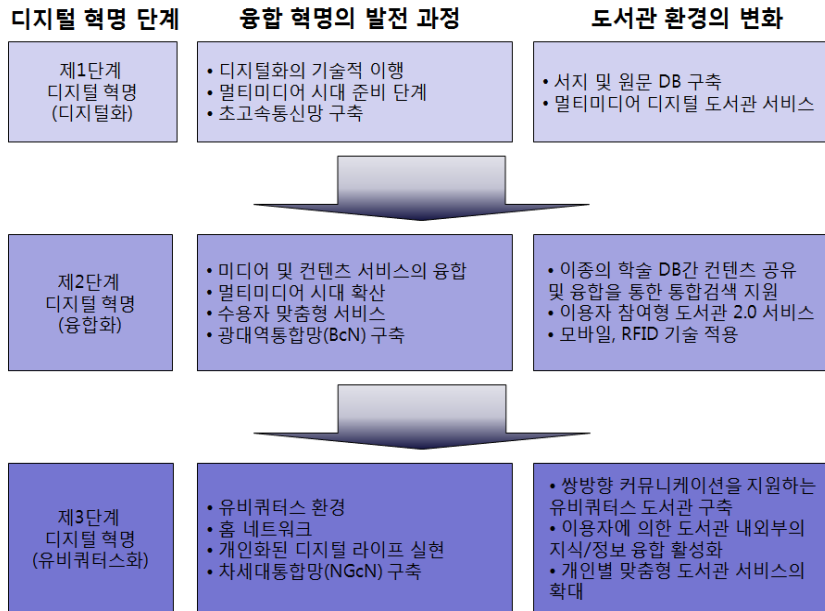 디지털 혁명 단계
융합 혁명의 발전 과정
도서관 환경의 변화
제1단계
디지털 혁명
(디지털화)
• 디지털화의 기술적 이행
• 멀티미디어 시대 준비 단계
• 초고속통신망 구축
• 서지 및 원문 DB 구축
• 멀티미디어 디지털 도서관 서비스
제2단계
디지털 혁명
(융합화)
• 미디어 및 컨텐츠 서비스의 융합
• 멀티미디어 시대 확산
• 수용자 맞춤형 서비스
• 광대역통합망(BcN) 구축
• 이종의 학술 DB간 컨텐츠 공유
및 융합을 통한 통합검색 지원
• 이용자 참여형 도서관 2.0 서비스
• 모바일, RFID 기술 적용
제3단계
디지털 혁명
(유비쿼터스화)
• 유비쿼터스 환경
• 홈 네트워크
• 개인화된 디지털 라이프 실현
• 차세대통합망(NGcN) 구축
• 쌍방향 커뮤니케이션을 지원하는
유비쿼터스 도서관 구축
• 이용자에 의한 도서관 내외부의
지식/정보 융합 활성화
• 개인별 맞춤형 도서관 서비스의
확대